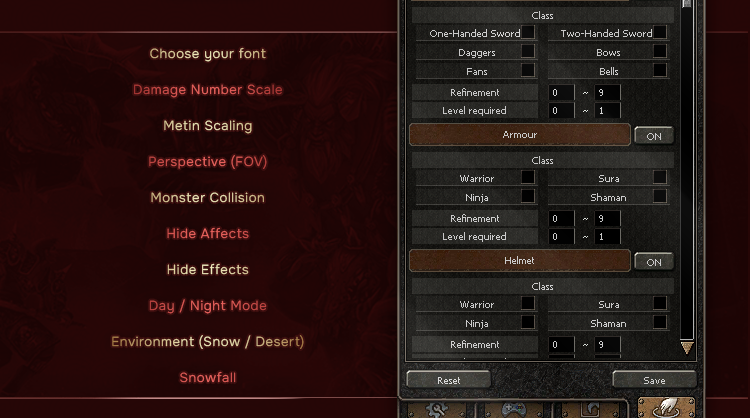 Choose your font
Damage Number Scale
Metin Scaling
Perspective (FOV)
Monster Collision
Hide Affects
Hide Effects
Day / Night Mode
Environment (Snow / Desert)
Snowfall
Class
One-Handed Sword Two-Handed Sword
Daggers Bows
Fans Bells
Refinement 0 ~ 9
Level required 0 ~ 1
Armour ON
Class
Warrior Sura
Ninja Shaman
Refinement 0 ~ 9
Level required 0 ~ 1
Helmet ON
Class
Warrior Sura
Ninja Shaman
Refinement 0 ~ 9
Reset Save